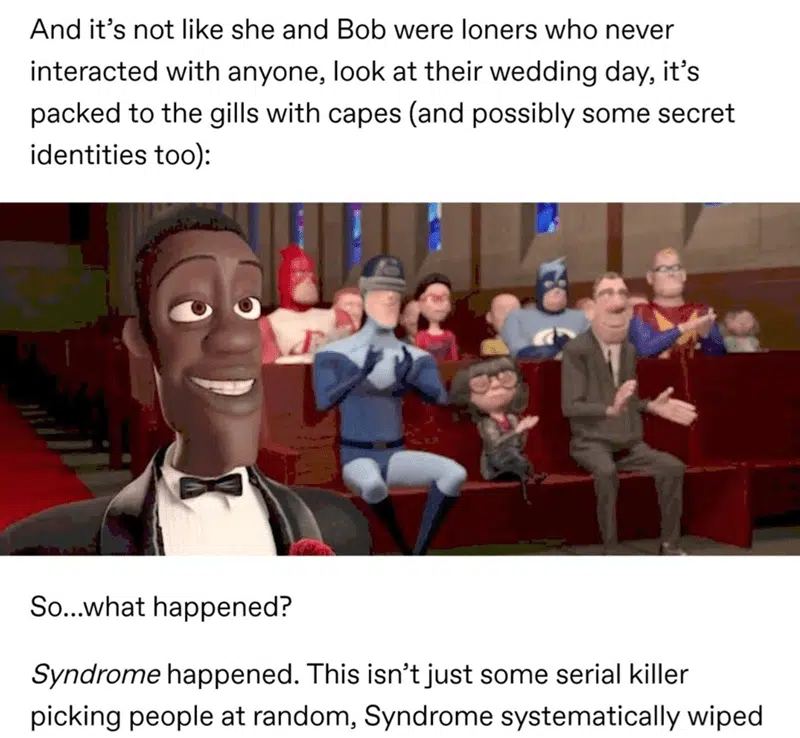 And it’s not like she and Bob were loners who never
interacted with anyone, look at their wedding day, it’s
packed to the gills with capes (and possibly some secret
identities too):
So...what happened?
Syndrome happened. This isn’t just some serial killer
picking people at random, Syndrome systematically wiped